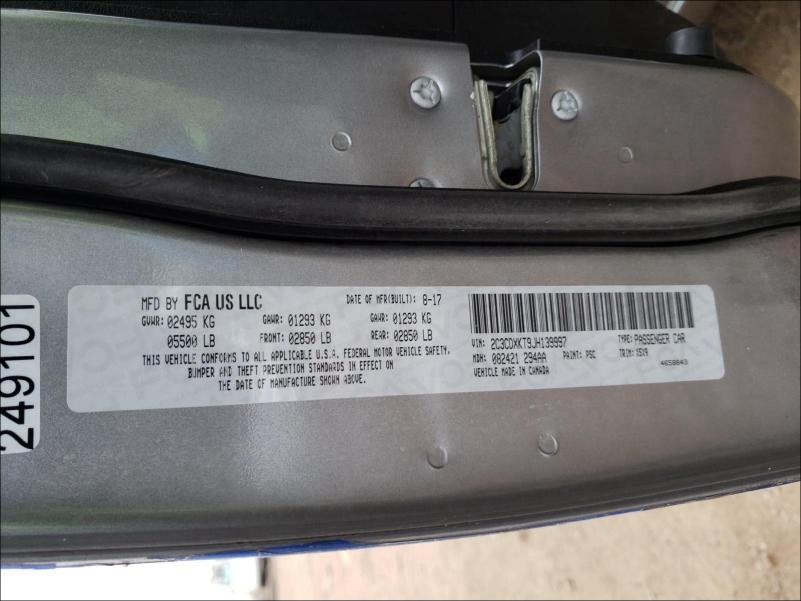 249101
MFD BY FCA US LLC DATE OF MFR(BUILT): 8-17
GVWR: 02495 KG GAWR: 01293 KG GAWR: 01293 KG
05500 LB FRONT: 02850 LB REAR: 02850 LB
THIS VEHICLE CONFORMS TO ALL APPLICABLE U.S.A. FEDERAL MOTOR VEHICLE SAFETY,
BUMPER AND THEFT PREVENTION STANDARDS IN EFFECT ON
THE DATE OF MANUFACTURE SHOWN ABOVE.
VIN: 2C3CDXKT9JH139997 TYPE: PASSENGER CAR
MDH: 082421 294AA PAINT: PSC TRIM: X5X9
VEHICLE MADE IN CANADA 4658843